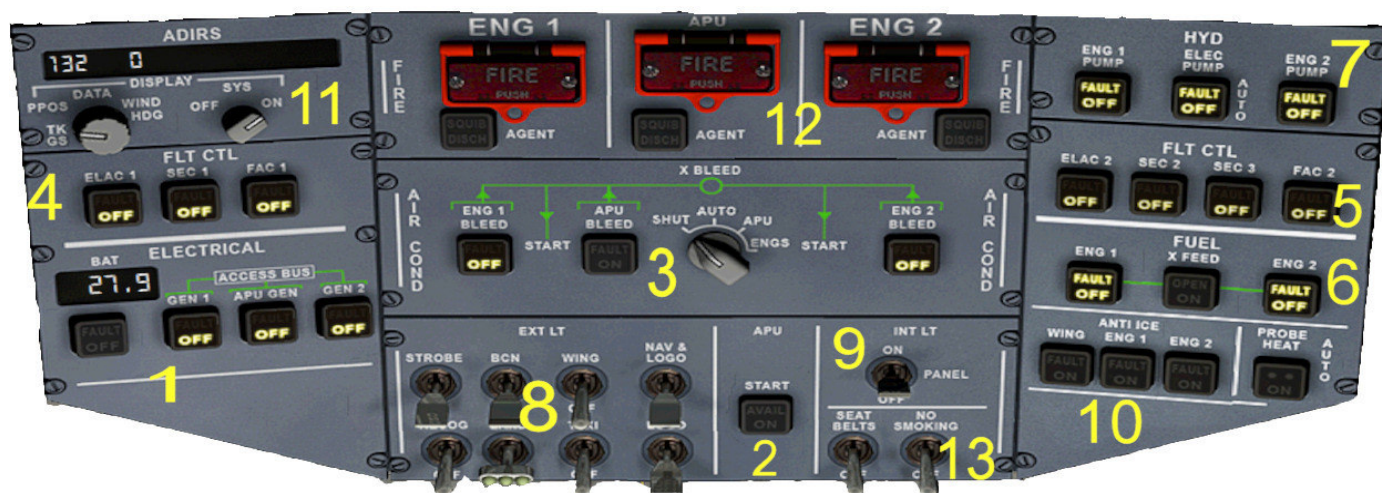 ADIRS
132 0
DISPLAY
DATA
SYS
PPOS
WIND
HDG
OFF
ON
TK
GS
11
ENG 1
APU
ENG 2
FIRE
FIRE
PUSH
FIRE
PUSH
FIRE
PUSH
FIRE
SQUIB
DISCH
AGENT
SQUIB
DISCH
AGENT
12
AGENT
SQUIB
DISCH
HYD
7
ENG 1
PUMP
ELEC
PUMP
ENG 2
PUMP
FAULT
OFF
FAULT
OFF
AUTO
FAULT
OFF
4
FLT CTL
ELAC 1
SEC 1
FAC 1
FAULT
OFF
FAULT
OFF
FAULT
OFF
X BLEED
AIR COND
ENG 1
BLEED
START
APU
BLEED
SHUT
AUTO
APU
ENGS
START
ENG 2
BLEED
AIR COND
FAULT
OFF
FAULT
ON
3
FAULT
OFF
FLT CTL
ELAC 2
SEC 2
SEC 3
FAC 2
FAULT
OFF
FAULT
OFF
FAULT
OFF
FAULT
OFF
5
ELECTRICAL
BAT
27.9
ACCESS BUS
GEN 1
APU GEN
GEN 2
FAULT
OFF
FAULT
OFF
FAULT
OFF
FAULT
OFF
1
FUEL
ENG 1
X FEED
ENG 2
FAULT
OFF
OPEN
ON
FAULT
OFF
6
EXT LT
STROBE
BCN
WING
NAV &
LOGO
OFF
8
OFF
OFF
OFF
APU
START
AVAIL
ON
2
INT LT
9
ON
PANEL
OFF
SEAT
BELTS
NO
SMOKING
OFF
OFF
13
ANTI ICE
WING
ENG 1
ENG 2
PROBE
HEAT
FAULT
ON
FAULT
ON
FAULT
ON
ON
AUTO
10